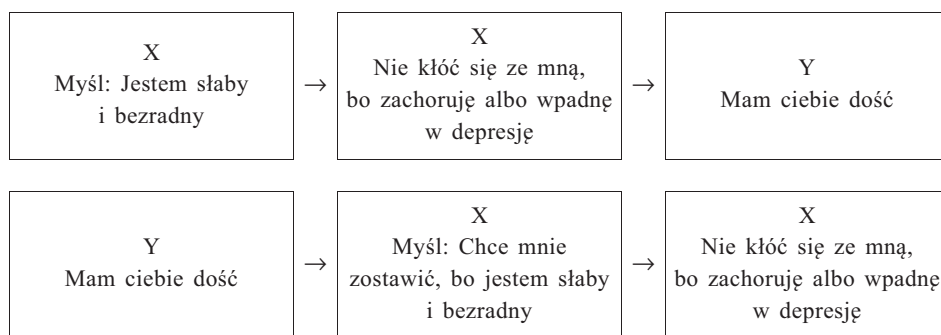 X
Myśl: Jestem słaby
i bezradny
→
X
Nie kłóć się ze mną,
bo zachoruję albo wpadnę
w depresję
→
Y
Mam ciebie dość
Y
Mam ciebie dość
→
X
Myśl: Chce mnie
zostawić, bo jestem słaby
i bezradny
→
X
Nie kłóć się ze mną,
bo zachoruję albo wpadnę
w depresję